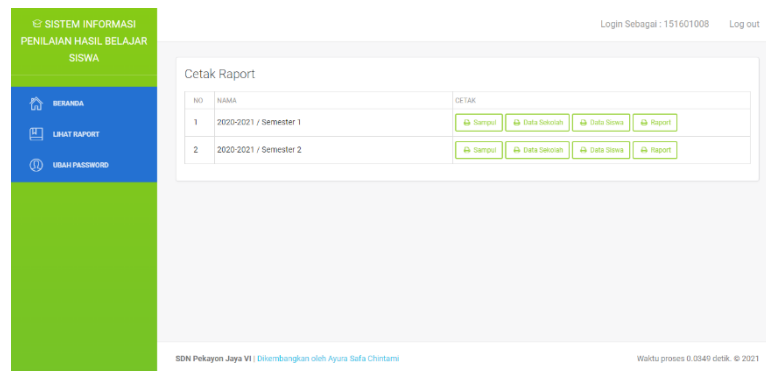 SISTEM INFORMASI
PENILAIAN HASIL BELAJAR
SISWA
Login Sebagai : 151601008 Log out
BERANDA
LIHAT RAPORT
UBAH PASSWORD
Cetak Raport
NO NAMA CETAK
1 2020-2021 / Semester 1 Sampul Data Sekolah Data Siswa Raport
2 2020-2021 / Semester 2 Sampul Data Sekolah Data Siswa Raport
SDN Pekayon Jaya VI | Dikembangkan oleh Ayura Safa Chintami Waktu proses 0.0349 detik. © 2021